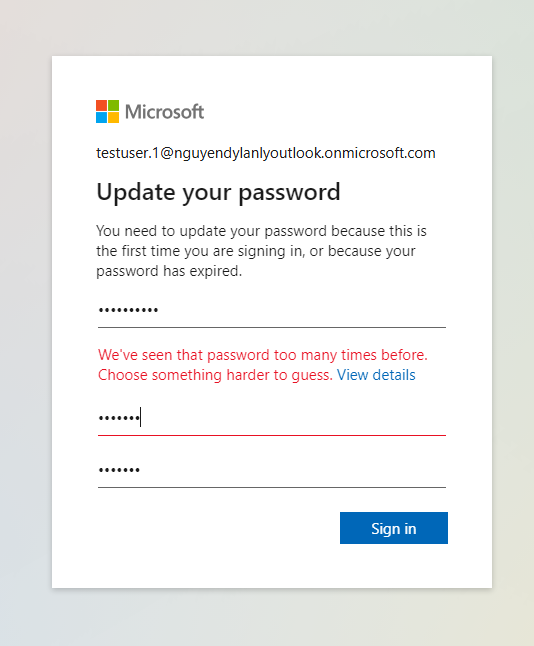 Microsoft
testuser.1@nguyendylanlyoutlook.onmicrosoft.com
Update your password
You need to update your password because this is
the first time you are signing in, or because your
password has expired.
••••••••••
We've seen that password too many times before.
Choose something harder to guess. View details
•••••••
•••••••
Sign in